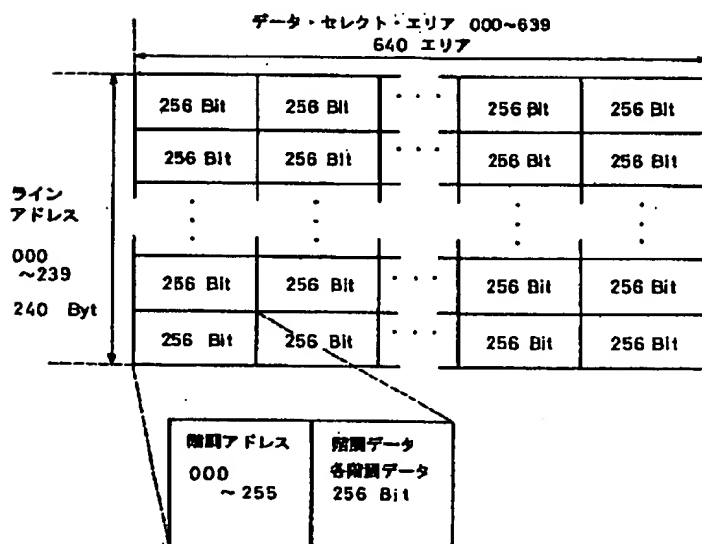 データ・セレクト・エリア 000~639
640 エリア
256 Bit 256 Bit ... 256 Bit 256 Bit
256 Bit 256 Bit ... 256 Bit 256 Bit
ライン
アドレス
000
~239
240 Byt
256 Bit 256 Bit ... 256 Bit 256 Bit
256 Bit 256 Bit ... 256 Bit 256 Bit
階調アドレス
000
~ 255
階調データ
各階調データ
256 Bit